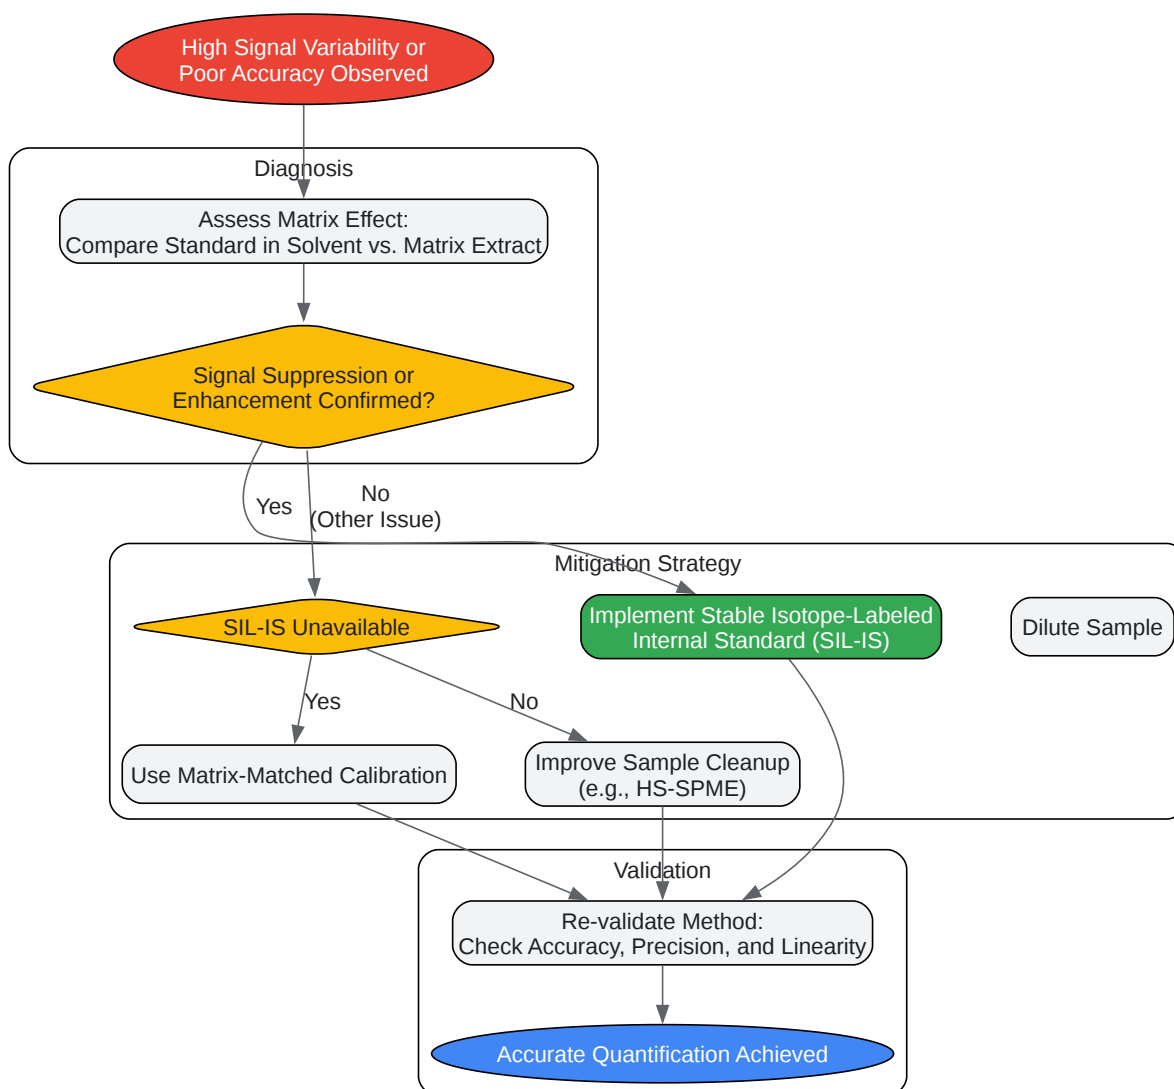 High Signal Variability or
Poor Accuracy Observed
Diagnosis
Assess Matrix Effect:
Compare Standard in Solvent vs. Matrix Extract
Signal Suppression or
Enhancement Confirmed?
Yes
No
(Other Issue)
Mitigation Strategy
SIL-IS Unavailable
Implement Stable Isotope-Labeled
Internal Standard (SIL-IS)
Dilute Sample
Yes
No
Use Matrix-Matched Calibration
Improve Sample Cleanup
(e.g., HS-SPME)
Validation
Re-validate Method:
Check Accuracy, Precision, and Linearity
Accurate Quantification Achieved